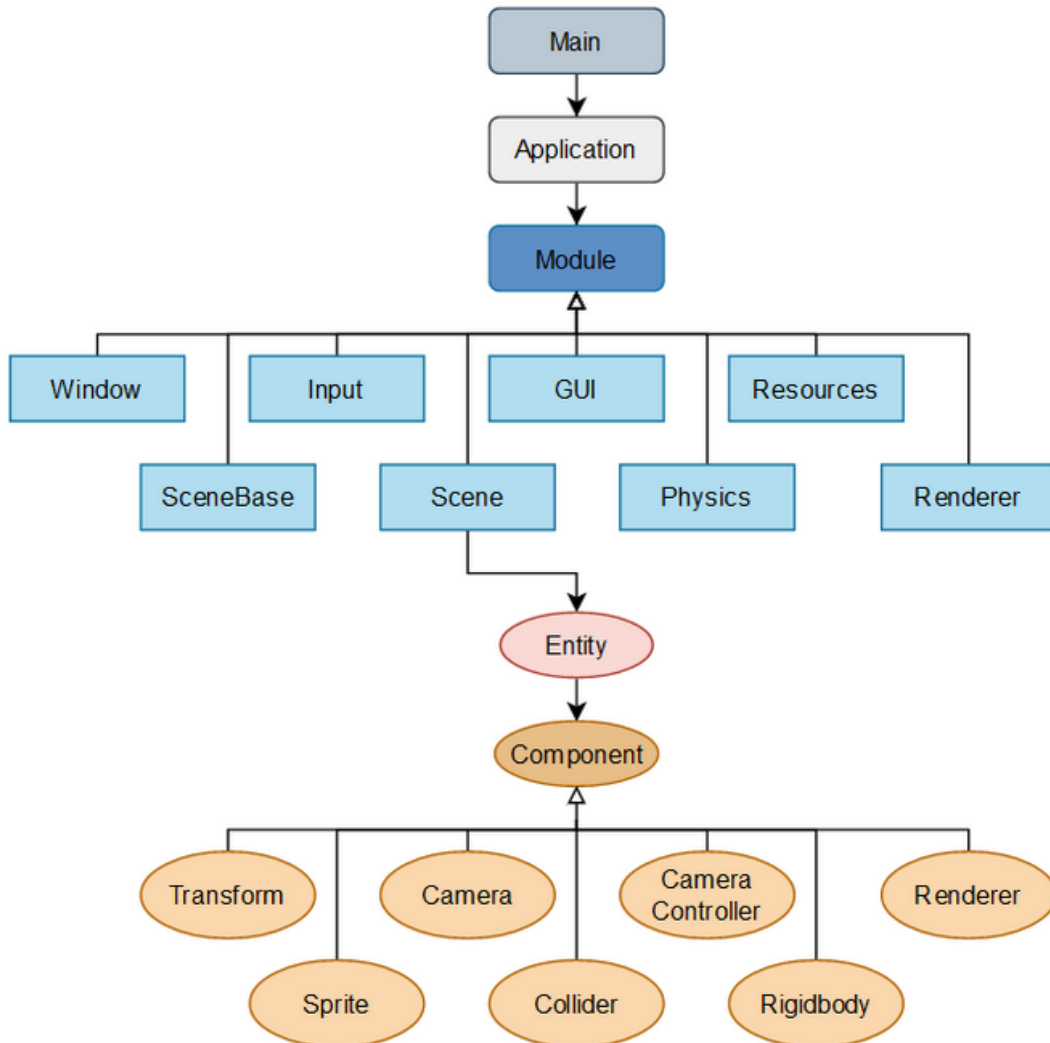 Main
Application
Module
Window
Input
GUI
Resources
SceneBase
Scene
Physics
Renderer
Entity
Component
Transform
Camera
Camera
Controller
Renderer
Sprite
Collider
Rigidbody